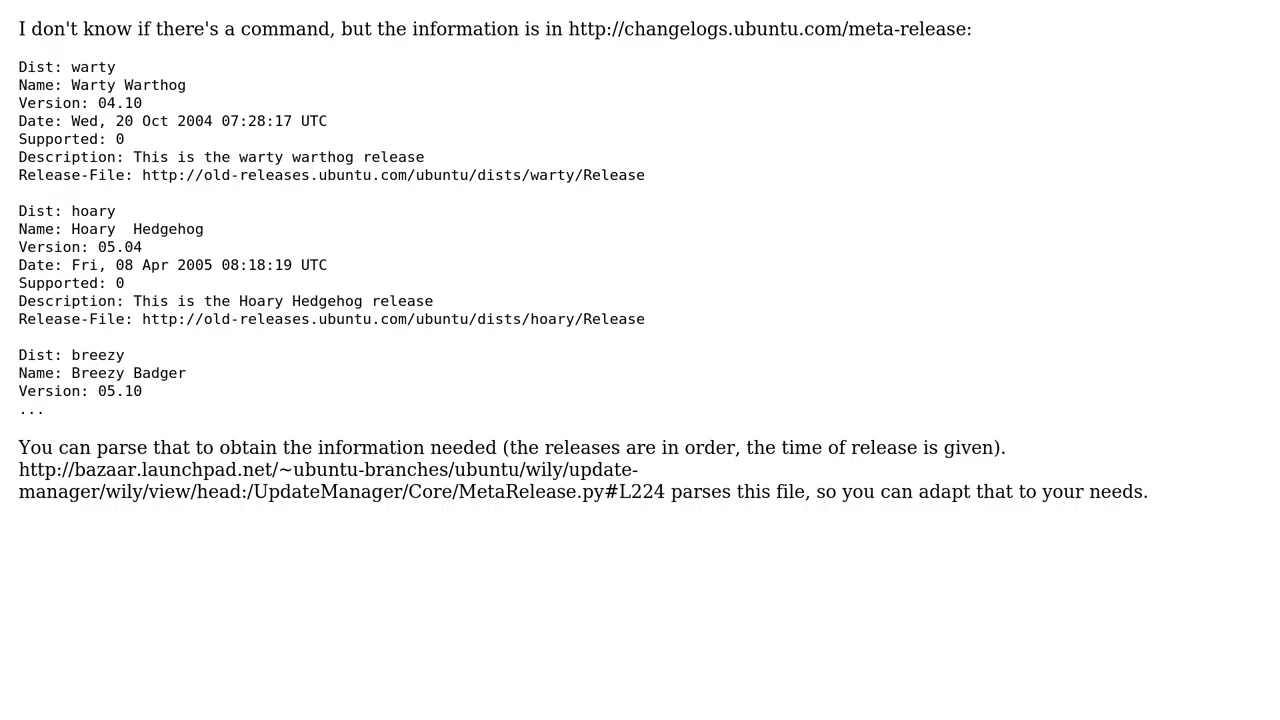 I don't know if there's a command, but the information is in http://changelogs.ubuntu.com/meta-release:
Dist: warty
Name: Warty Warthog
Version: 04.10
Date: Wed, 20 Oct 2004 07:28:17 UTC
Supported: 0
Description: This is the warty warthog release
Release-File: http://old-releases.ubuntu.com/ubuntu/dists/warty/Release
Dist: hoary
Name: Hoary  Hedgehog
Version: 05.04
Date: Fri, 08 Apr 2005 08:18:19 UTC
Supported: 0
Description: This is the Hoary Hedgehog release
Release-File: http://old-releases.ubuntu.com/ubuntu/dists/hoary/Release
Dist: breezy
Name: Breezy Badger
Version: 05.10
...
You can parse that to obtain the information needed (the releases are in order, the time of release is given).
http://bazaar.launchpad.net/~ubuntu-branches/ubuntu/wily/update-
manager/wily/view/head:/UpdateManager/Core/MetaRelease.py#L224 parses this file, so you can adapt that to your needs.